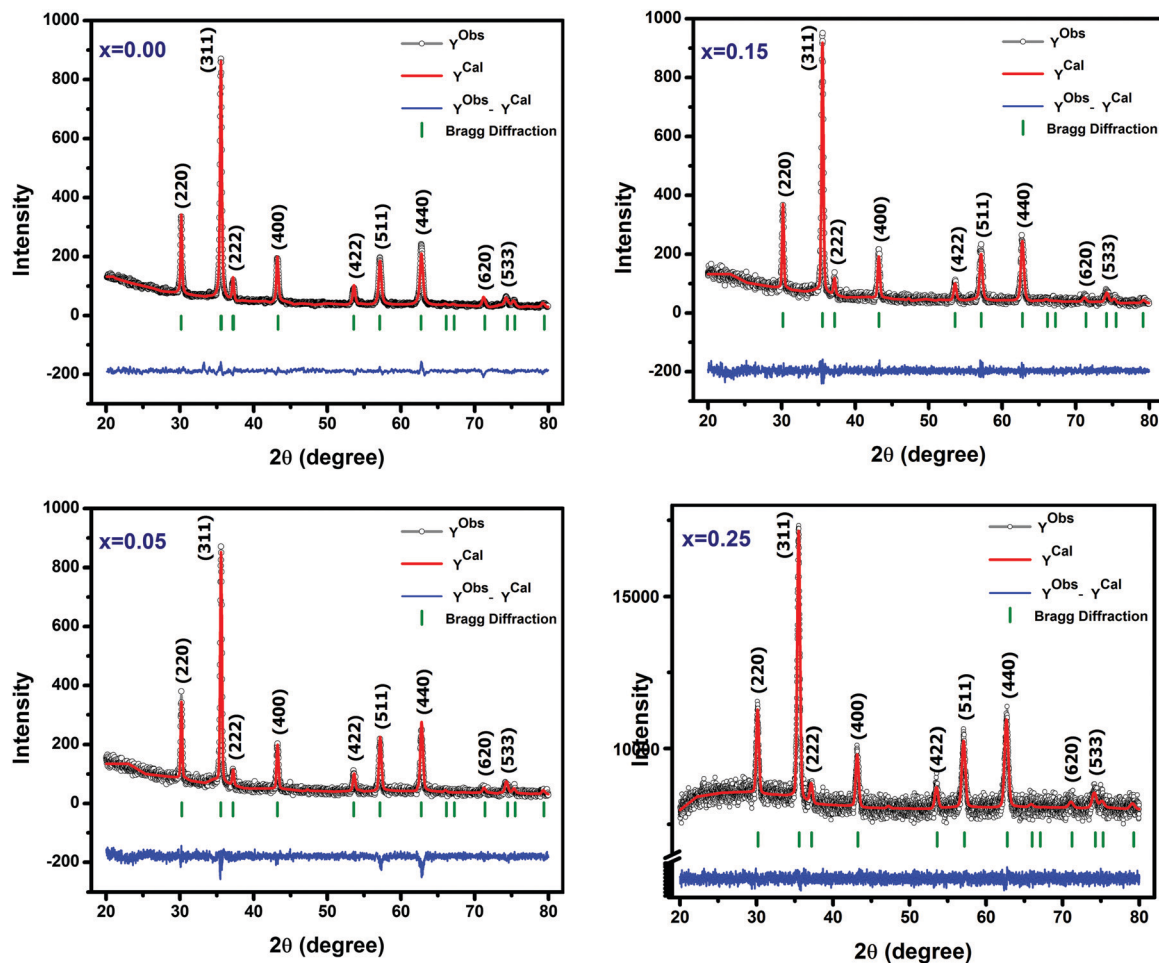 x=0.00
Y^Obs
Y^Cal
Y^Obs - Y^Cal
Bragg Diffraction
(220)
(311)
(222)
(400)
(422)
(511)
(440)
(620)
(533)
1000
800
600
400
200
0
-200
Intensity
20 30 40 50 60 70 80
2θ (degree)
x=0.15
Y^Obs
Y^Cal
Y^Obs - Y^Cal
Bragg Diffraction
(220)
(311)
(222)
(400)
(422)
(511)
(440)
(620)
(533)
1000
800
600
400
200
0
-200
Intensity
20 30 40 50 60 70 80
2θ (degree)
x=0.05
Y^Obs
Y^Cal
Y^Obs - Y^Cal
Bragg Diffraction
(220)
(311)
(222)
(400)
(422)
(511)
(440)
(620)
(533)
1000
800
600
400
200
0
-200
Intensity
20 30 40 50 60 70 80
2θ (degree)
x=0.25
Y^Obs
Y^Cal
Y^Obs - Y^Cal
Bragg Diffraction
(220)
(311)
(222)
(400)
(422)
(511)
(440)
(620)
(533)
15000
10000
Intensity
20 30 40 50 60 70 80
2θ (degree)